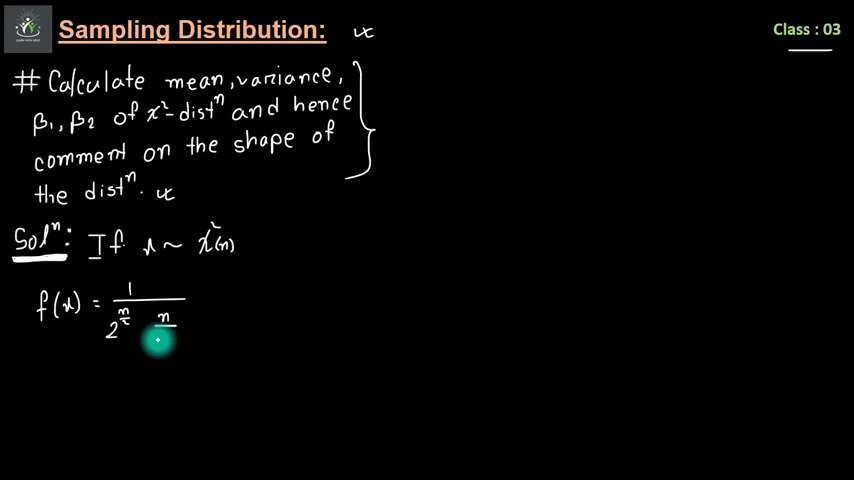 Sampling Distribution:
Class : 03
# Calculate mean, variance,
β₁, β₂ of χ²-distⁿ and hence
comment on the shape of
the distⁿ.
Solⁿ: If x ~ χ²(n)
f(x) = 1 / 2^(n/2) n